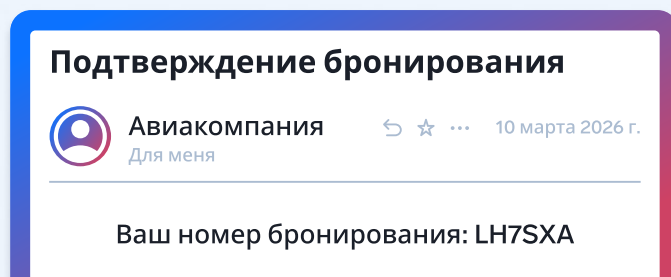 Подтверждение бронирования
Авиакомпания
10 марта 2026 г.
Для меня
Ваш номер бронирования: LH7SXA